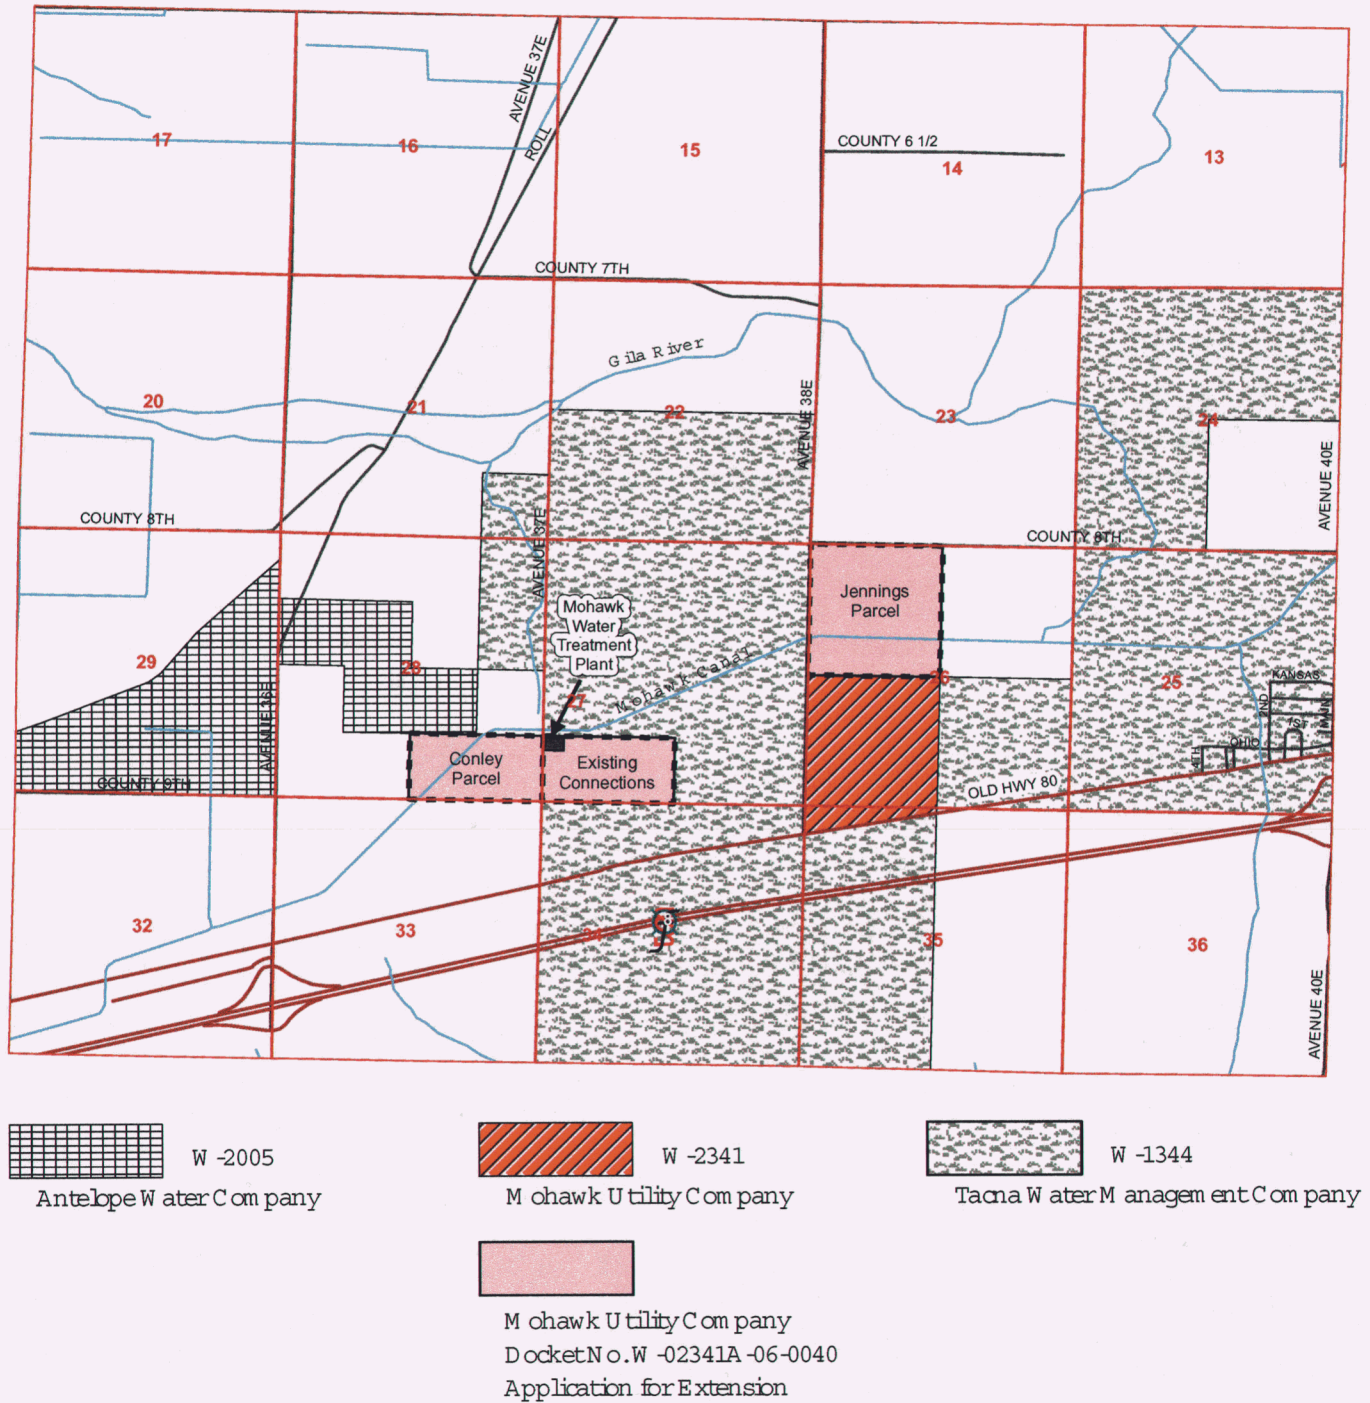 AVENUE 37E
ROLL
17
16
15
COUNTY 6 1/2
14
13
COUNTY 7TH
Gila River
20
21
22
AVENUE 38E
23
24
AVENUE 40E
COUNTY 8TH
AVENUE 37E
COUNTY 8TH
Mohawk
Water
Treatment
Plant
Jennings
Parcel
29
28
AVENUE 36E
27
Mohawk Canal
26
25
KANSAS
2ND
MAIN
1ST
OHIO
4TH
Conley
Parcel
Existing
Connections
COUNTY 9TH
OLD HWY 80
32
33
34
35
36
AVENUE 40E
W-2005
Antelope Water Company
W-2341
Mohawk Utility Company
W-1344
Tacna Water Management Company
Mohawk Utility Company
Docket No. W-02341A-06-0040
Application for Extension